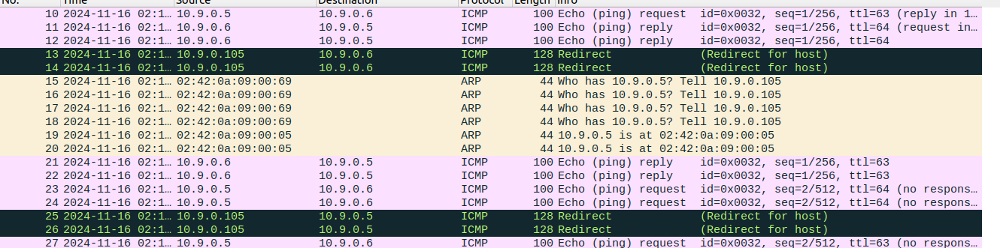 No. Time Source Destination Protocol Length Info
10 2024-11-16 02:1… 10.9.0.5 10.9.0.6 ICMP 100 Echo (ping) request id=0x0032, seq=1/256, ttl=63 (reply in 1…
11 2024-11-16 02:1… 10.9.0.6 10.9.0.5 ICMP 100 Echo (ping) reply id=0x0032, seq=1/256, ttl=64 (request in…
12 2024-11-16 02:1… 10.9.0.6 10.9.0.5 ICMP 100 Echo (ping) reply id=0x0032, seq=1/256, ttl=64
13 2024-11-16 02:1… 10.9.0.105 10.9.0.6 ICMP 128 Redirect (Redirect for host)
14 2024-11-16 02:1… 10.9.0.105 10.9.0.6 ICMP 128 Redirect (Redirect for host)
15 2024-11-16 02:1… 02:42:0a:09:00:69 ARP 44 Who has 10.9.0.5? Tell 10.9.0.105
16 2024-11-16 02:1… 02:42:0a:09:00:69 ARP 44 Who has 10.9.0.5? Tell 10.9.0.105
17 2024-11-16 02:1… 02:42:0a:09:00:69 ARP 44 Who has 10.9.0.5? Tell 10.9.0.105
18 2024-11-16 02:1… 02:42:0a:09:00:69 ARP 44 Who has 10.9.0.5? Tell 10.9.0.105
19 2024-11-16 02:1… 02:42:0a:09:00:05 ARP 44 10.9.0.5 is at 02:42:0a:09:00:05
20 2024-11-16 02:1… 02:42:0a:09:00:05 ARP 44 10.9.0.5 is at 02:42:0a:09:00:05
21 2024-11-16 02:1… 10.9.0.6 10.9.0.5 ICMP 100 Echo (ping) reply id=0x0032, seq=1/256, ttl=63
22 2024-11-16 02:1… 10.9.0.6 10.9.0.5 ICMP 100 Echo (ping) reply id=0x0032, seq=1/256, ttl=63
23 2024-11-16 02:1… 10.9.0.5 10.9.0.6 ICMP 100 Echo (ping) request id=0x0032, seq=2/512, ttl=64 (no respons…
24 2024-11-16 02:1… 10.9.0.5 10.9.0.6 ICMP 100 Echo (ping) request id=0x0032, seq=2/512, ttl=64 (no respons…
25 2024-11-16 02:1… 10.9.0.105 10.9.0.5 ICMP 128 Redirect (Redirect for host)
26 2024-11-16 02:1… 10.9.0.105 10.9.0.5 ICMP 128 Redirect (Redirect for host)
27 2024-11-16 02:1… 10.9.0.5 10.9.0.6 ICMP 100 Echo (ping) request id=0x0032, seq=2/512, ttl=63 (no respons…